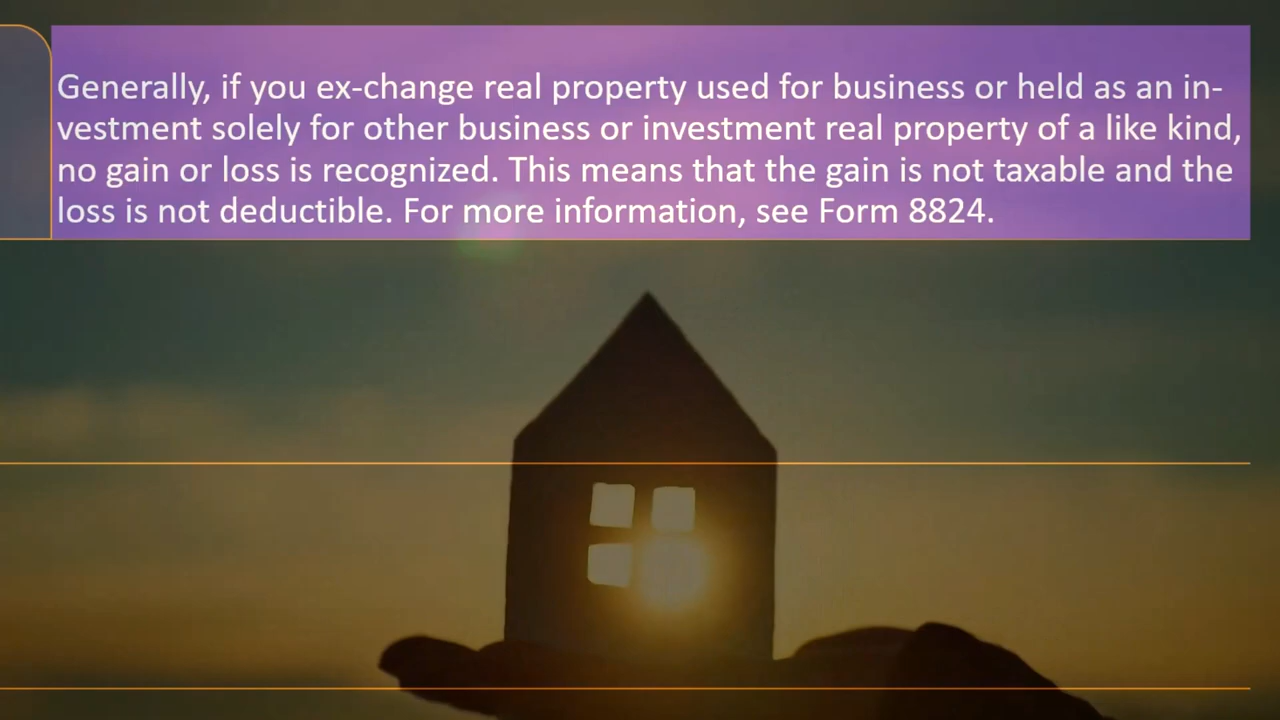 Generally, if you ex-change real property used for business or held as an in-
vestment solely for other business or investment real property of a like kind,
no gain or loss is recognized. This means that the gain is not taxable and the
loss is not deductible. For more information, see Form 8824.